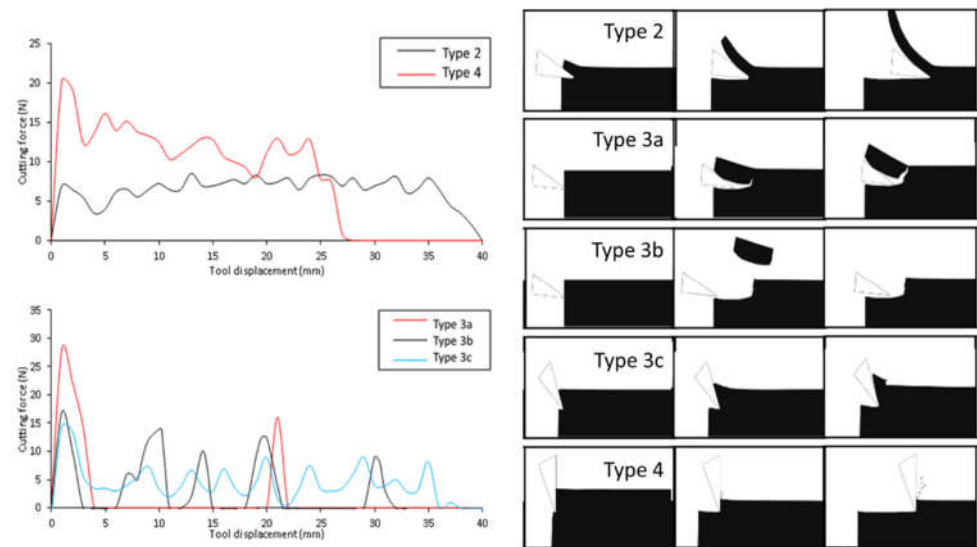 25
20
15
10
5
0
Cutting force (N)
0 5 10 15 20 25 30 35 40
Tool displacement (mm)
Type 2
Type 4
35
30
25
20
15
10
5
0
Cutting force (N)
0 5 10 15 20 25 30 35 40
Tool displacement (mm)
Type 3a
Type 3b
Type 3c
Type 2
Type 3a
Type 3b
Type 3c
Type 4